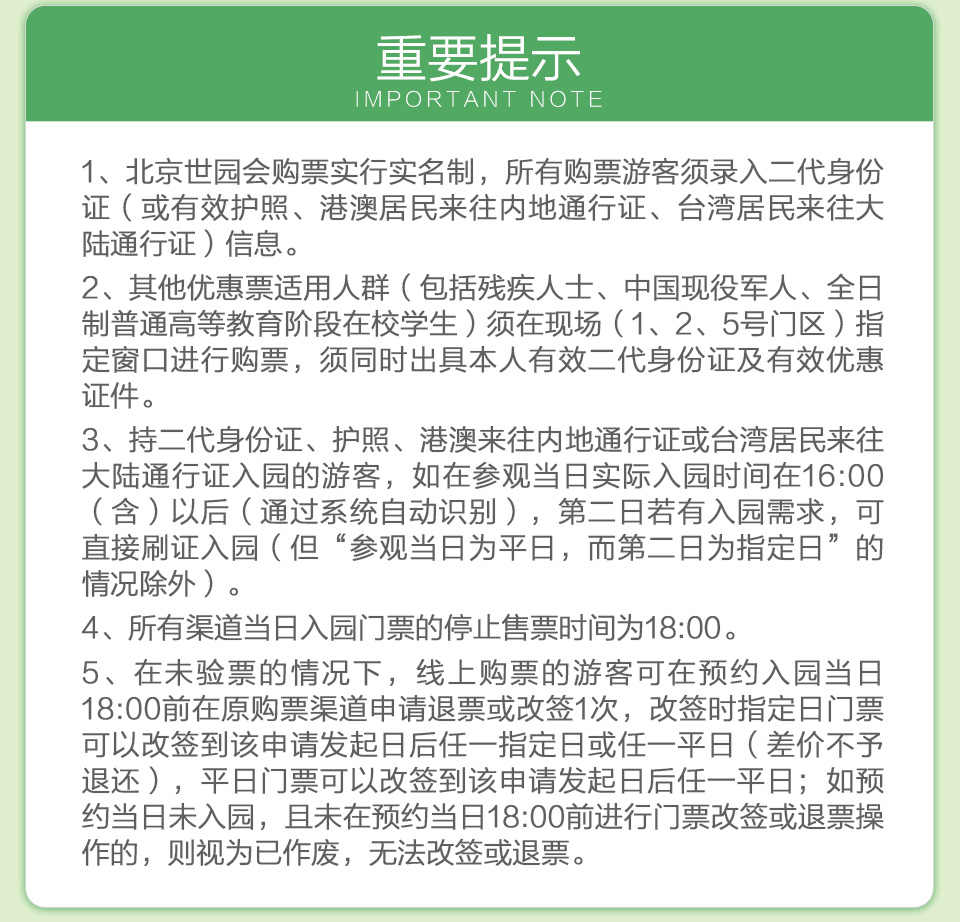 重要提示
IMPORTANT NOTE
1、北京世园会购票实行实名制，所有购票游客须录入二代身份
证（或有效护照、港澳居民来往内地通行证、台湾居民来往大
陆通行证）信息。
2、其他优惠票适用人群（包括残疾人士、中国现役军人、全日
制普通高等教育阶段在校学生）须在现场（1、2、5号门区）指
定窗口进行购票，须同时出具本人有效二代身份证及有效优惠
证件。
3、持二代身份证、护照、港澳来往内地通行证或台湾居民来往
大陆通行证入园的游客，如在参观当日实际入园时间在16:00
（含）以后（通过系统自动识别），第二日若有入园需求，可
直接刷证入园（但“参观当日为平日，而第二日为指定日”的
情况除外）。
4、所有渠道当日入园门票的停止售票时间为18:00。
5、在未验票的情况下，线上购票的游客可在预约入园当日
18:00前在原购票渠道申请退票或改签1次，改签时指定日门票
可以改签到该申请发起日后任一指定日或任一平日（差价不予
退还），平日门票可以改签到该申请发起日后任一平日；如预
约当日未入园，且未在预约当日18:00前进行门票改签或退票操
作的，则视为已作废，无法改签或退票。